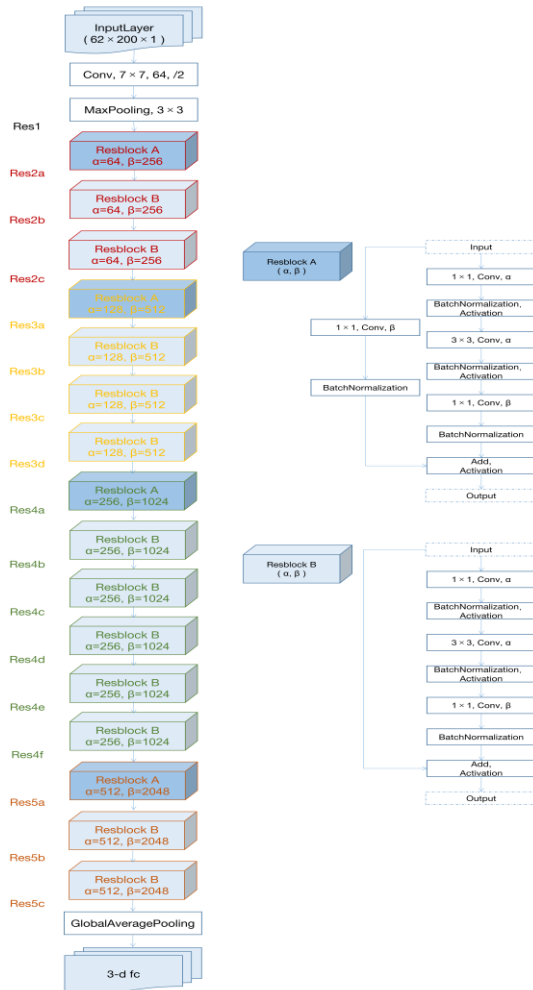 InputLayer
( 62 × 200 × 1 )
Conv, 7 × 7, 64, /2
MaxPooling, 3 × 3
Res1
Resblock A
α=64, β=256
Res2a
Resblock B
α=64, β=256
Res2b
Resblock B
α=64, β=256
Res2c
Resblock A
α=128, β=512
Res3a
Resblock B
α=128, β=512
Res3b
Resblock B
α=128, β=512
Res3c
Resblock B
α=128, β=512
Res3d
Resblock A
α=256, β=1024
Res4a
Resblock B
α=256, β=1024
Res4b
Resblock B
α=256, β=1024
Res4c
Resblock B
α=256, β=1024
Res4d
Resblock B
α=256, β=1024
Res4e
Resblock B
α=256, β=1024
Res4f
Resblock A
α=512, β=2048
Res5a
Resblock B
α=512, β=2048
Res5b
Resblock B
α=512, β=2048
Res5c
GlobalAveragePooling
3-d fc
Resblock A
( α, β )
Input
1 × 1, Conv, α
BatchNormalization,
Activation
3 × 3, Conv, α
BatchNormalization,
Activation
1 × 1, Conv, β
BatchNormalization
Add,
Activation
Output
1 × 1, Conv, β
BatchNormalization
Resblock B
( α, β )
Input
1 × 1, Conv, α
BatchNormalization,
Activation
3 × 3, Conv, α
BatchNormalization,
Activation
1 × 1, Conv, β
BatchNormalization
Add,
Activation
Output